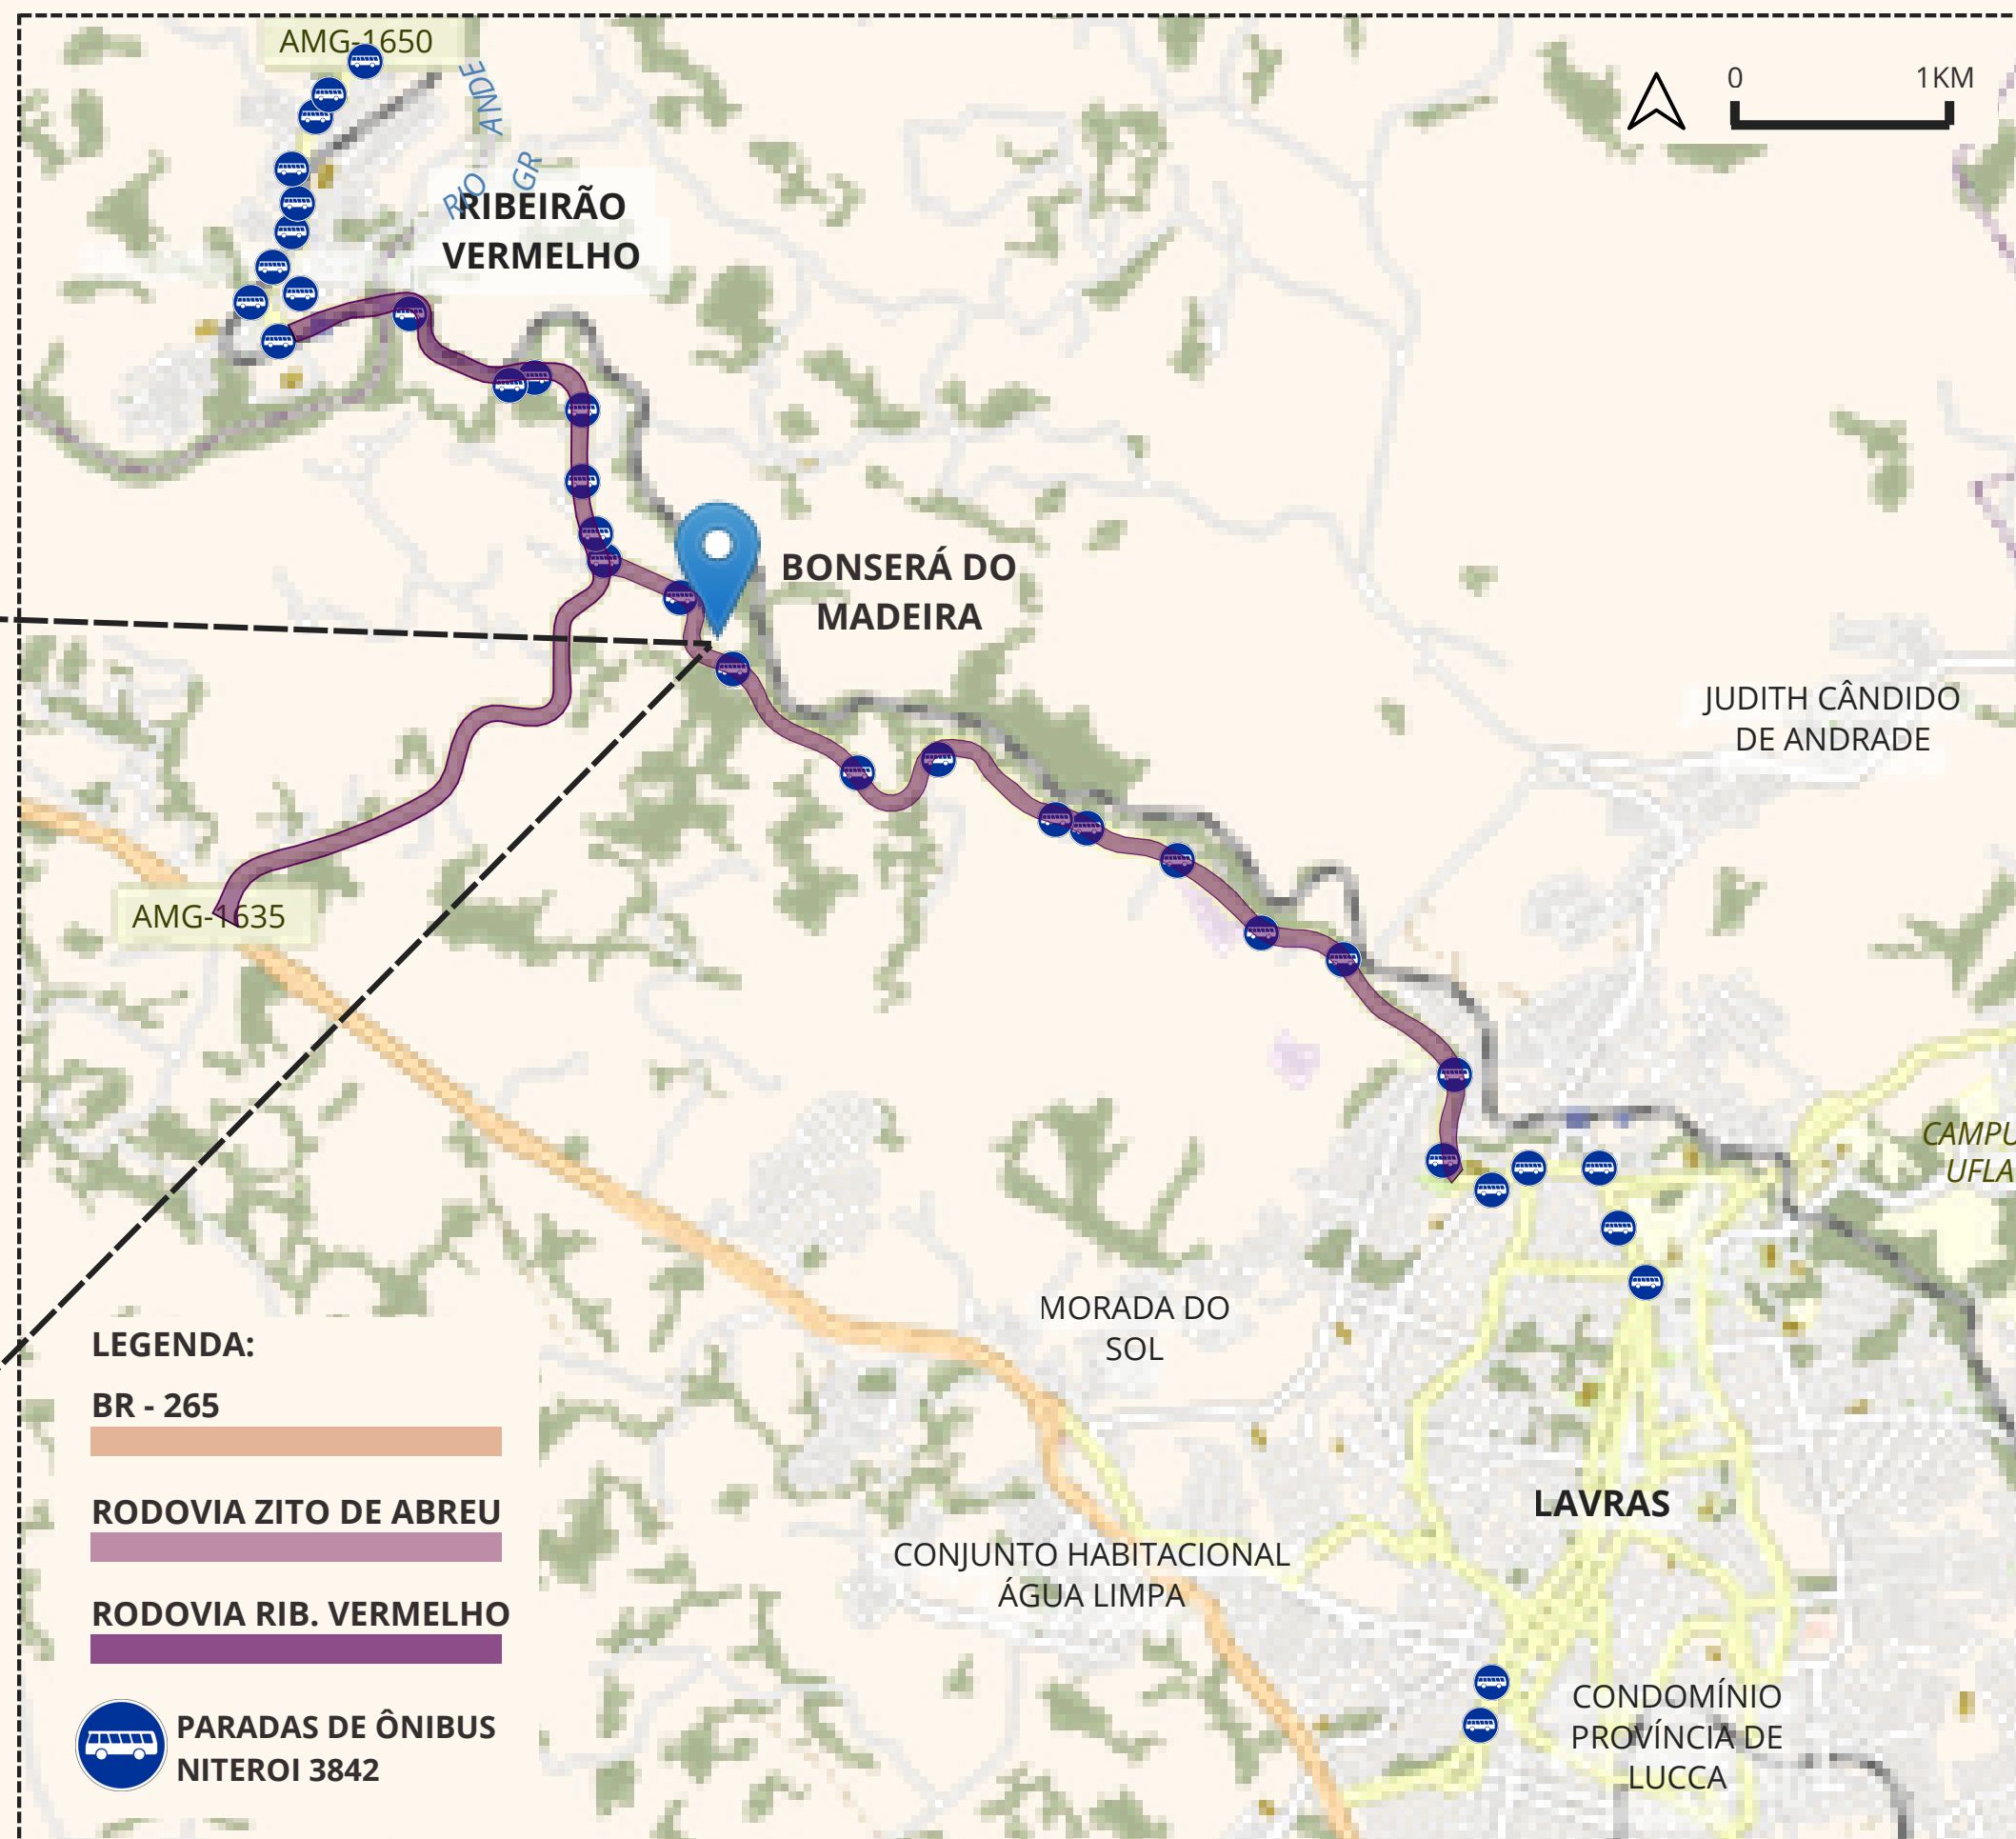 AMG-1650
0 1KM
RIO
GR
ANDE
RIBEIRÃO
VERMELHO
BONSERÁ DO
MADEIRA
JUDITH CÂNDIDO
DE ANDRADE
AMG-1635
CAMPU
UFLA
MORADA DO
SOL
LAVRAS
CONJUNTO HABITACIONAL
ÁGUA LIMPA
CONDOMÍNIO
PROVÍNCIA DE
LUCCA
LEGENDA:
BR - 265
RODOVIA ZITO DE ABREU
RODOVIA RIB. VERMELHO
PARADAS DE ÔNIBUS
NITEROI 3842